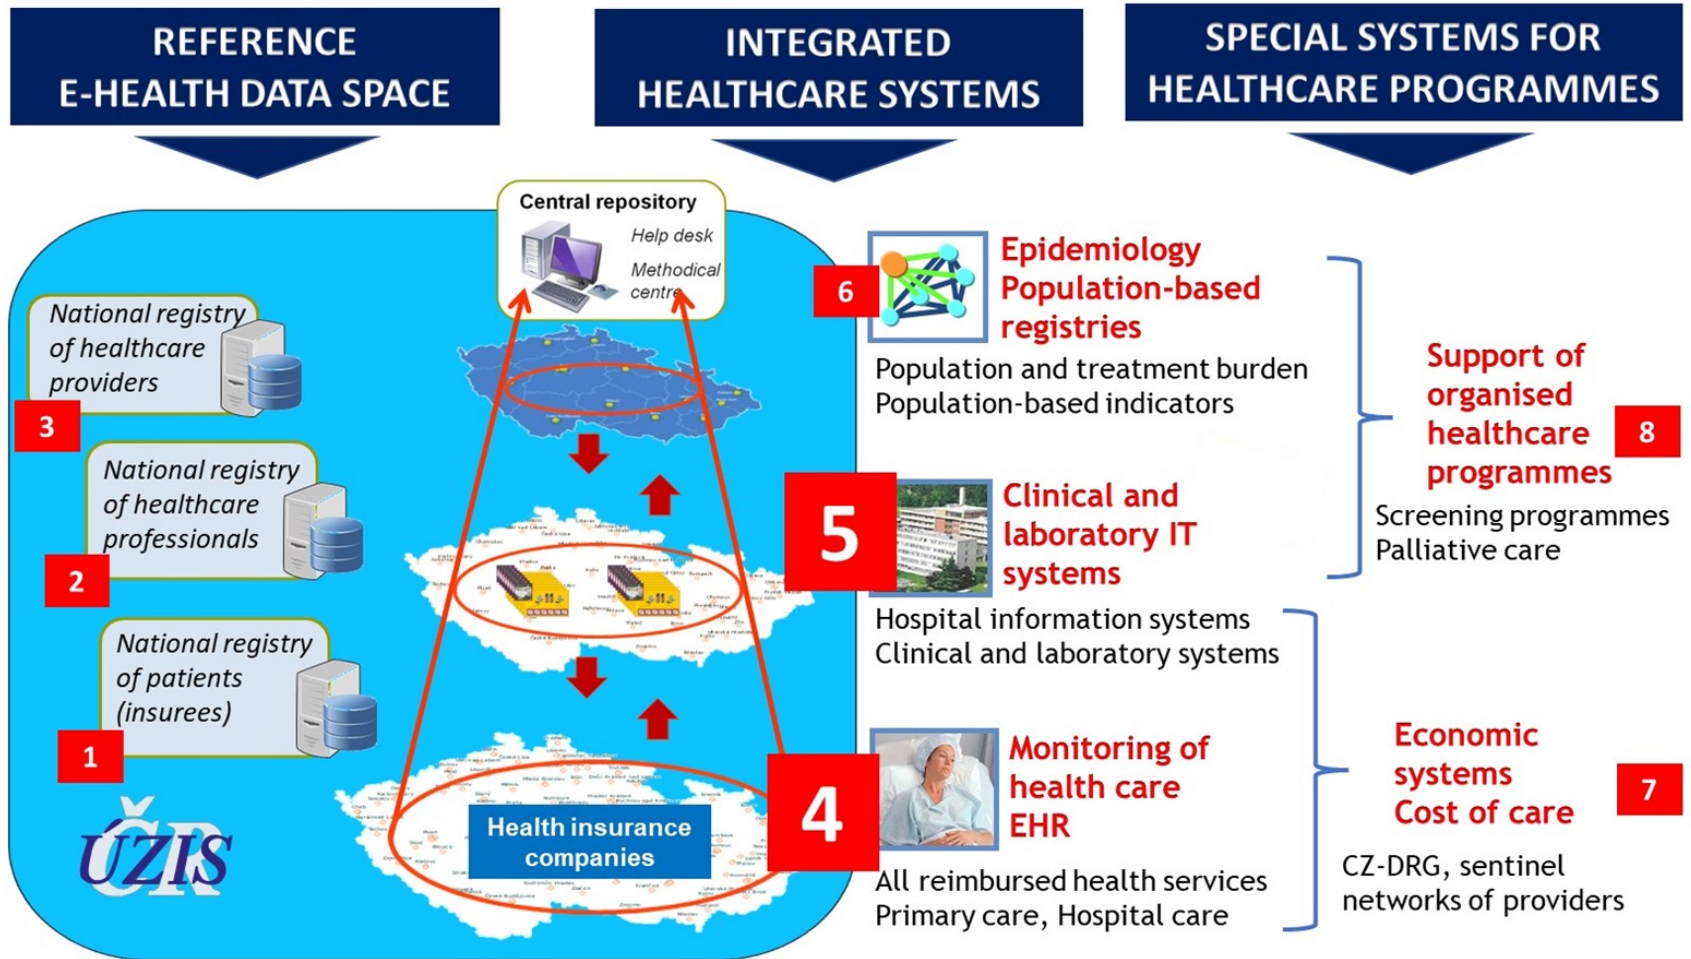 REFERENCE
E-HEALTH DATA SPACE
INTEGRATED
HEALTHCARE SYSTEMS
SPECIAL SYSTEMS FOR
HEALTHCARE PROGRAMMES
Central repository
Help desk
Methodical
centre
National registry
of healthcare
providers
3
National registry
of healthcare
professionals
2
National registry
of patients
(insurees)
1
ČR
ÚZIS
Health insurance
companies
6
Epidemiology
Population-based
registries
Population and treatment burden
Population-based indicators
5
Clinical and
laboratory IT
systems
Hospital information systems
Clinical and laboratory systems
4
Monitoring of
health care
EHR
All reimbursed health services
Primary care, Hospital care
Support of
organised
healthcare
programmes
8
Screening programmes
Palliative care
Economic
systems
Cost of care
7
CZ-DRG, sentinel
networks of providers